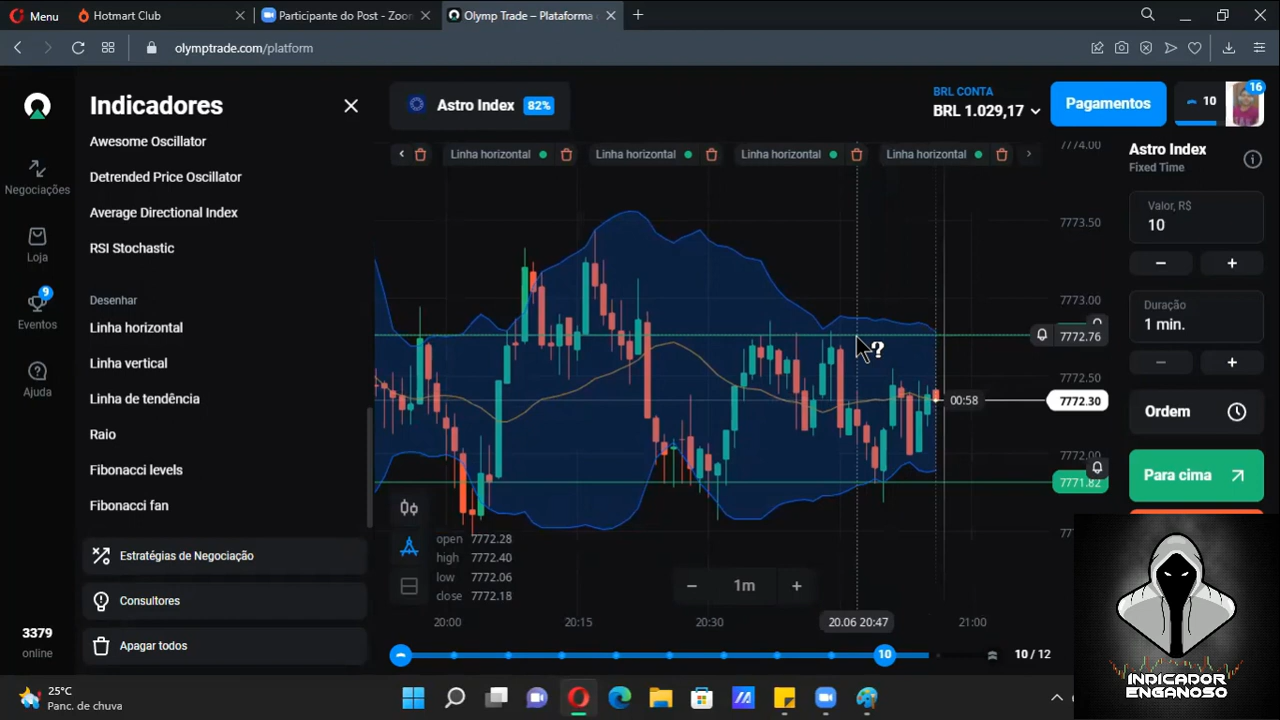 Menu
Hotmart Club
Participante do Post - Zoom
Olymp Trade – Plataforma
olymptrade.com/platform
Negociações
Loja
9
Eventos
Ajuda
3379
online
Indicadores
Awesome Oscillator
Detrended Price Oscillator
Average Directional Index
RSI Stochastic
Desenhar
Linha horizontal
Linha vertical
Linha de tendência
Raio
Fibonacci levels
Fibonacci fan
Estratégias de Negociação
Consultores
Apagar todos
Astro Index 82%
BRL CONTA
BRL 1.029,17
Pagamentos
10
16
Linha horizontal
Linha horizontal
Linha horizontal
Linha horizontal
7774.00
7773.50
7773.00
7772.76
7772.50
00:58
7772.30
7772.00
7771.82
open 7772.28
high 7772.40
low 7772.06
close 7772.18
− 1m +
20:00
20:15
20:30
20.06 20:47
21:00
10
10 / 12
Astro Index
Fixed Time
Valor, R$
10
Duração
1 min.
Ordem
Para cima
INDICADOR
ENGANOSO
25°C
Panc. de chuva